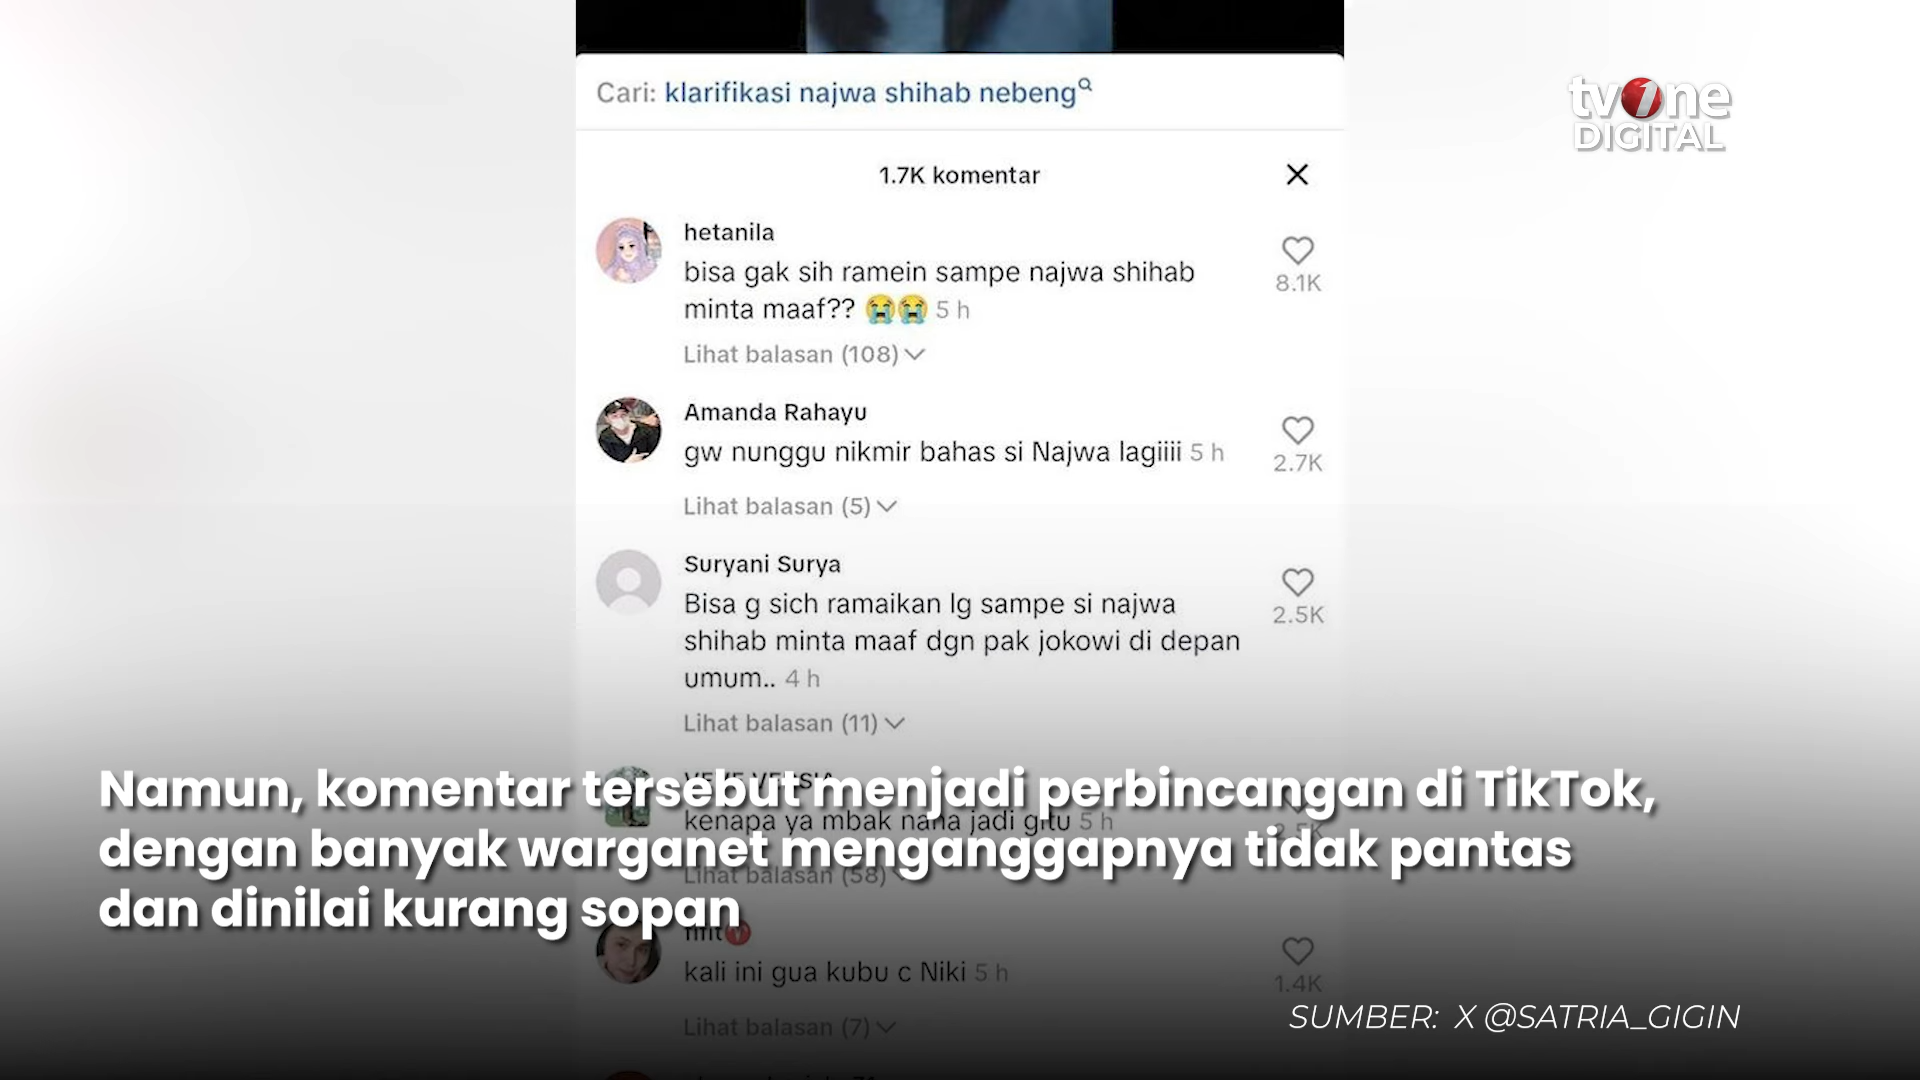 Cari: klarifikasi najwa shihab nebeng
tvOne
DIGITAL
1.7K komentar
hetanila
bisa gak sih ramein sampe najwa shihab
minta maaf?? 😭😭 5 h
8.1K
Lihat balasan (108)
Amanda Rahayu
gw nunggu nikmir bahas si Najwa lagiiii 5 h
2.7K
Lihat balasan (5)
Suryani Surya
Bisa g sich ramaikan lg sampe si najwa
shihab minta maaf dgn pak jokowi di depan
umum.. 4 h
2.5K
Lihat balasan (11)
kenapa ya mbak nana jadi gitu 5 h
2.5K
Lihat balasan (58)
Namun, komentar tersebut menjadi perbincangan di TikTok,
dengan banyak warganet menganggapnya tidak pantas
dan dinilai kurang sopan
kali ini gua kubu c Niki 5 h
1.4K
Lihat balasan (7)
SUMBER: X @SATRIA_GIGIN